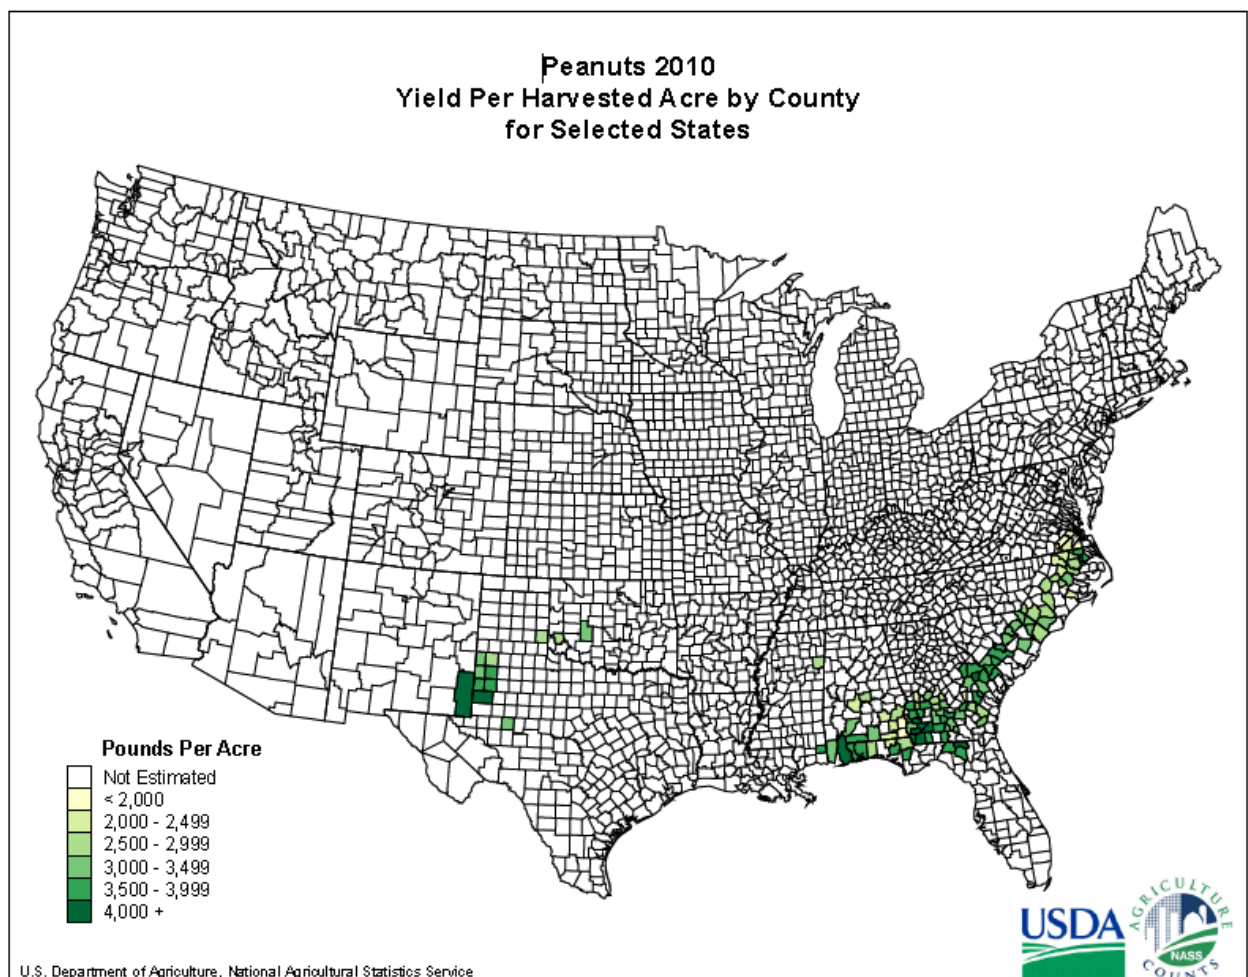 Peanuts 2010
Yield Per Harvested Acre by County
for Selected States
Pounds Per Acre
Not Estimated
< 2,000
2,000 - 2,499
2,500 - 2,999
3,000 - 3,499
3,500 - 3,999
4,000 +
USDA
AGRICULTURE
NASS
COUNTS
U.S. Department of Agriculture, National Agricultural Statistics Service